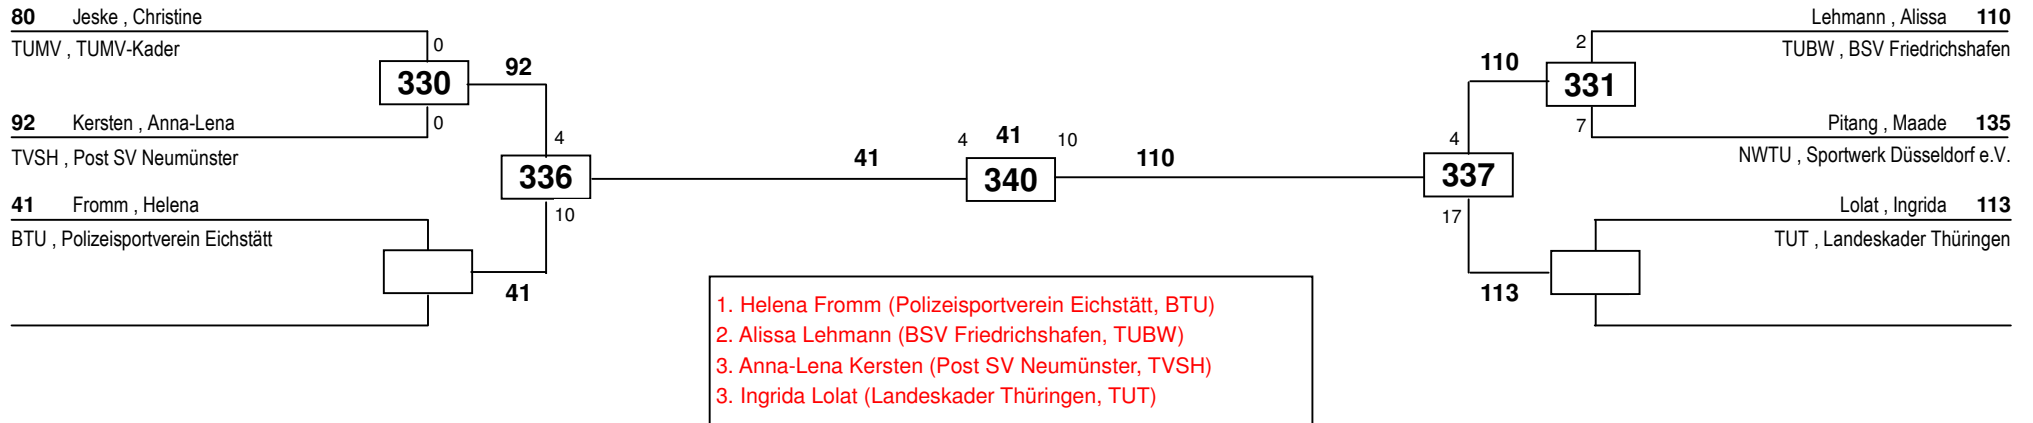 80 Jeske , Christine
TUMV , TUMV-Kader
0
330
92
0
92 Kersten , Anna-Lena
TVSH , Post SV Neumünster
4
336
10
41 Fromm , Helena
BTU , Polizeisportverein Eichstätt
41
41
4
41
10
340
110
Lehmann , Alissa 110
TUBW , BSV Friedrichshafen
2
110
331
7
Pitang , Maade 135
NWTU , Sportwerk Düsseldorf e.V.
4
337
17
Lolat , Ingrida 113
TUT , Landeskader Thüringen
113
1. Helena Fromm (Polizeisportverein Eichstätt, BTU)
2. Alissa Lehmann (BSV Friedrichshafen, TUBW)
3. Anna-Lena Kersten (Post SV Neumünster, TVSH)
3. Ingrida Lolat (Landeskader Thüringen, TUT)